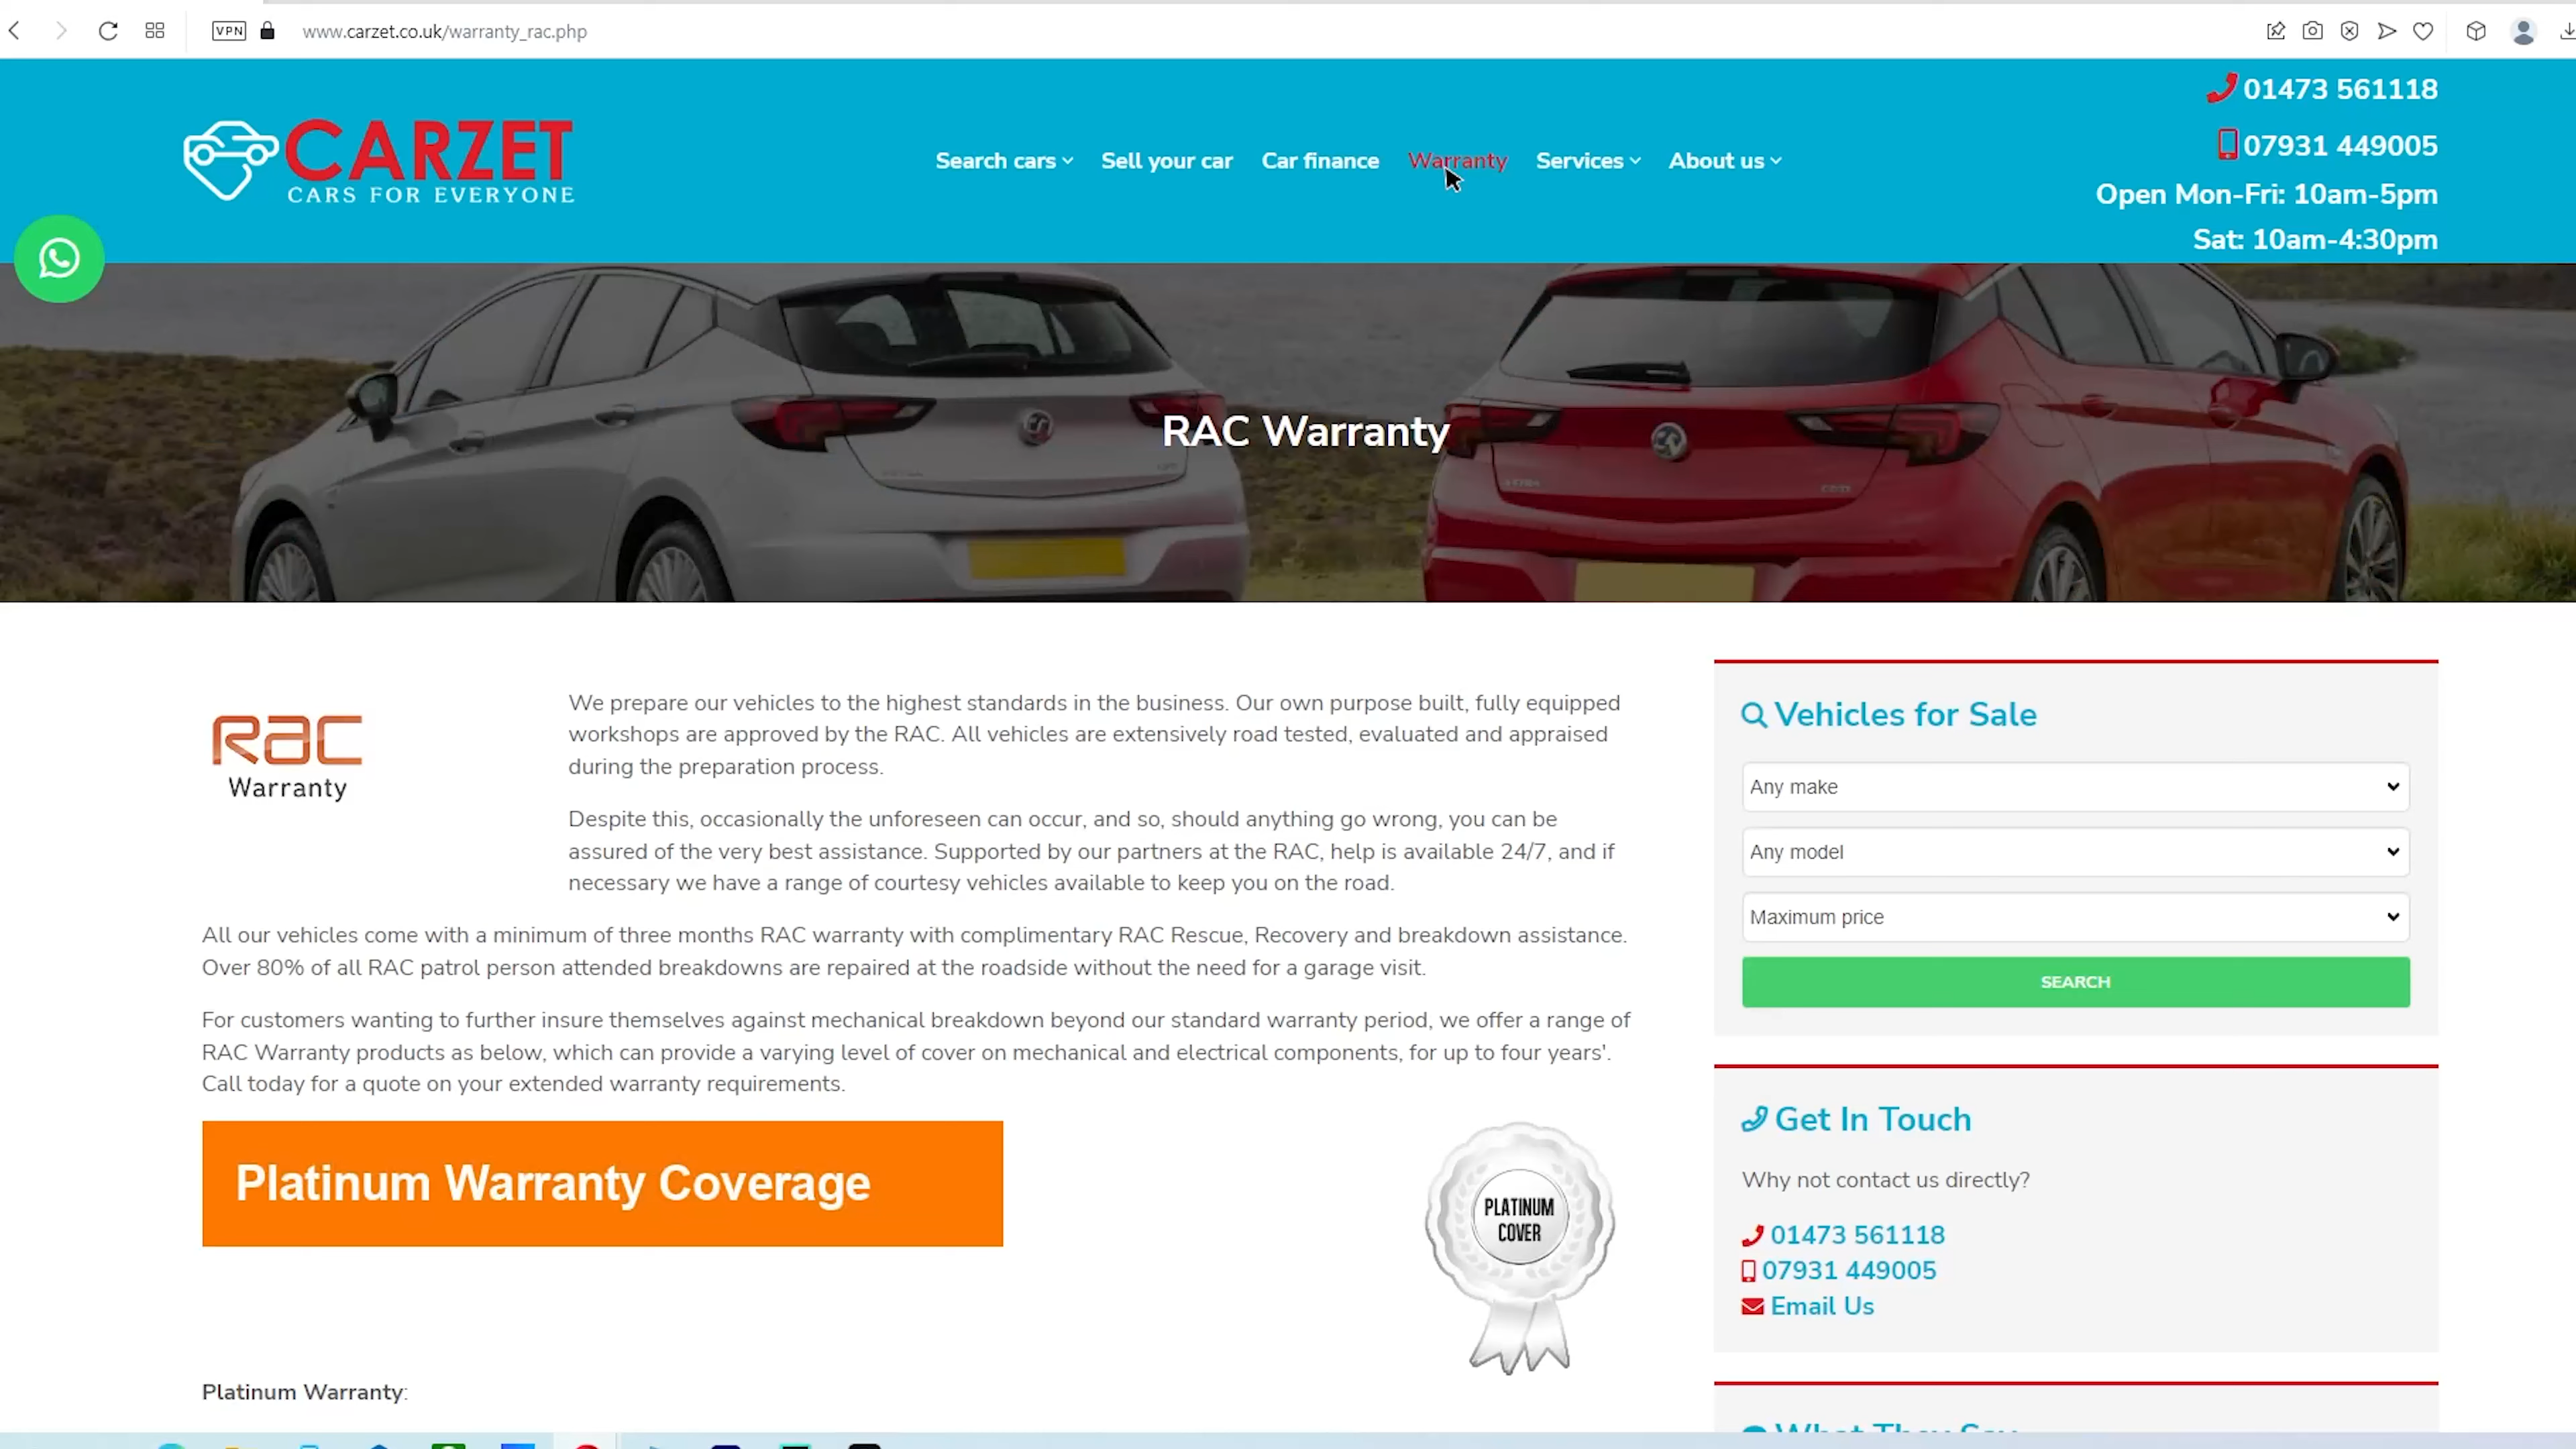 VPN
www.carzet.co.uk/warranty_rac.php
CARZET
CARS FOR EVERYONE
Search cars
Sell your car
Car finance
Warranty
Services
About us
01473 561118
07931 449005
Open Mon-Fri: 10am-5pm
Sat: 10am-4:30pm
RAC Warranty
Rac
Warranty
We prepare our vehicles to the highest standards in the business. Our own purpose built, fully equipped
workshops are approved by the RAC. All vehicles are extensively road tested, evaluated and appraised
during the preparation process.
Despite this, occasionally the unforeseen can occur, and so, should anything go wrong, you can be
assured of the very best assistance. Supported by our partners at the RAC, help is available 24/7, and if
necessary we have a range of courtesy vehicles available to keep you on the road.
All our vehicles come with a minimum of three months RAC warranty with complimentary RAC Rescue, Recovery and breakdown assistance.
Over 80% of all RAC patrol person attended breakdowns are repaired at the roadside without the need for a garage visit.
For customers wanting to further insure themselves against mechanical breakdown beyond our standard warranty period, we offer a range of
RAC Warranty products as below, which can provide a varying level of cover on mechanical and electrical components, for up to four years'.
Call today for a quote on your extended warranty requirements.
Platinum Warranty Coverage
PLATINUM
COVER
Platinum Warranty:
Vehicles for Sale
Any make
Any model
Maximum price
SEARCH
Get In Touch
Why not contact us directly?
01473 561118
07931 449005
Email Us
What They Say